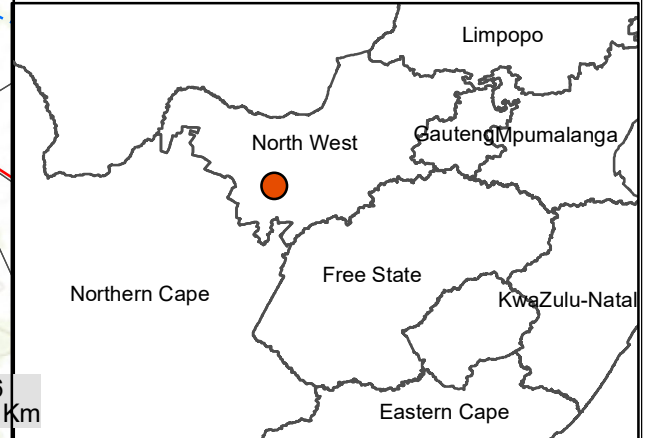 Limpopo
North West
Gauteng
Mpumalanga
Free State
Northern Cape
KwaZulu-Natal
Km
Eastern Cape